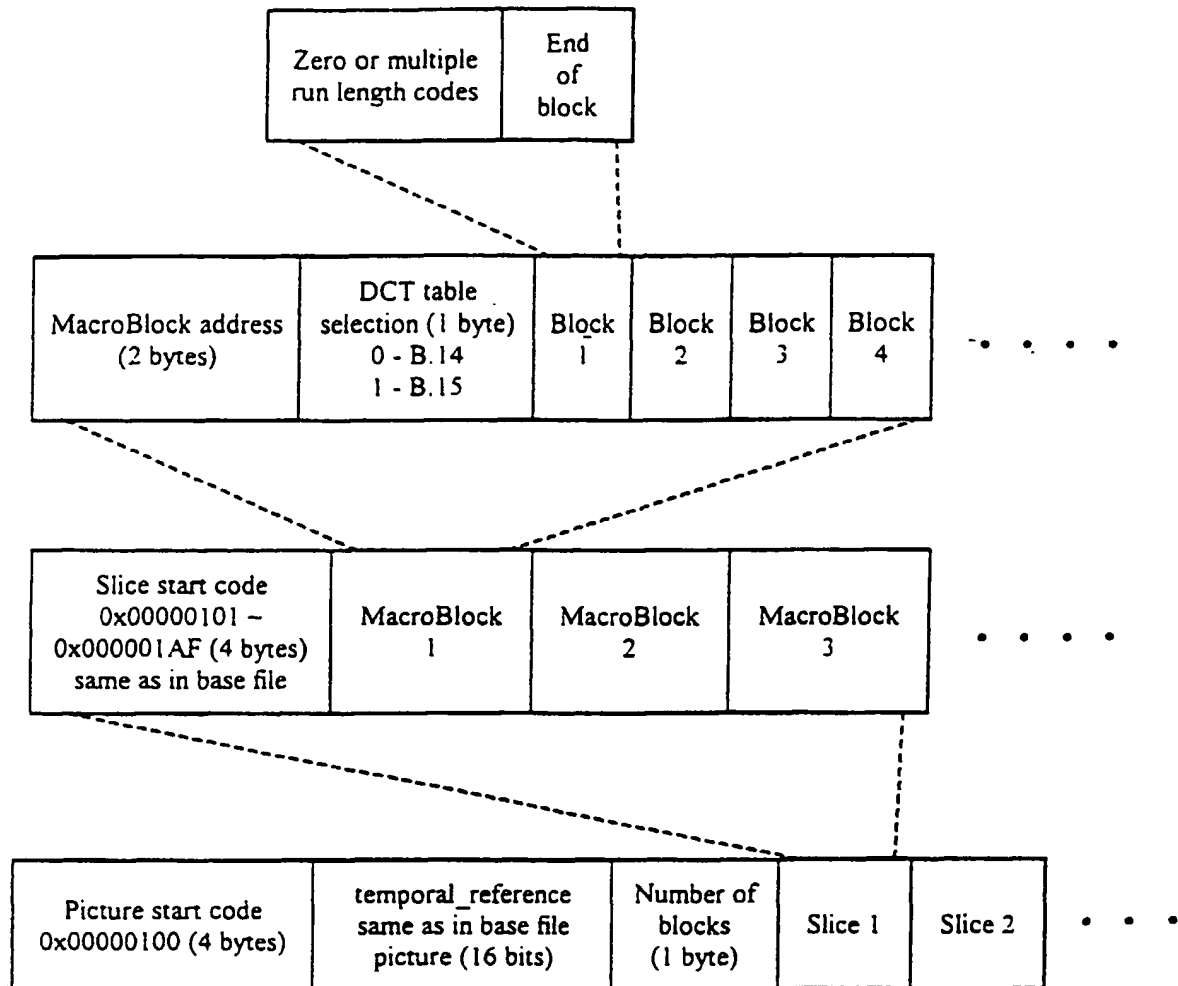 Zero or multiple
run length codes
End
of
block
MacroBlock address
(2 bytes)
DCT table
selection (1 byte)
0 - B.14
1 - B.15
Block
1
Block
2
Block
3
Block
4
Slice start code
0x00000101 –
0x000001AF (4 bytes)
same as in base file
MacroBlock
1
MacroBlock
2
MacroBlock
3
Picture start code
0x00000100 (4 bytes)
temporal_reference
same as in base file
picture (16 bits)
Number of
blocks
(1 byte)
Slice 1
Slice 2